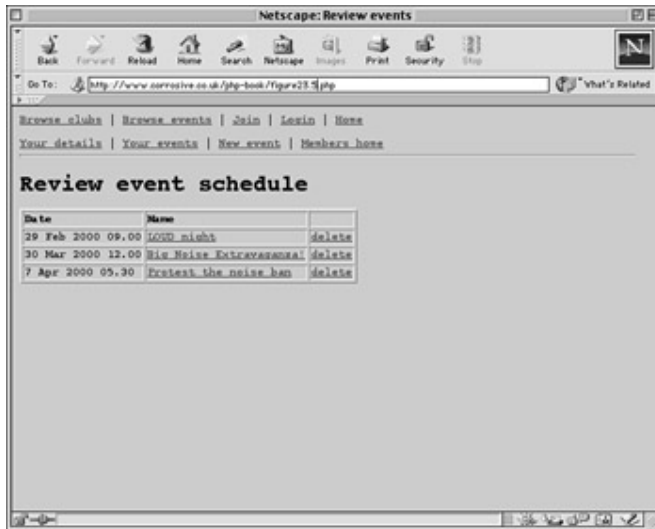 Netscape: Review events
Back Forward Reload Home Search Netscape Images Print Security Stop
N
Go To: http://www.corrosive.co.uk/php-book/figure23.5.php What's Related
Browse clubs | Browse events | Join | Login | Home
Your details | Your events | New event | Members home
Review event schedule
Date Name
29 Feb 2000 09.00 LOUD night delete
30 Mar 2000 12.00 Big Noise Extravaganza! delete
7 Apr 2000 05.30 Protest the noise ban delete